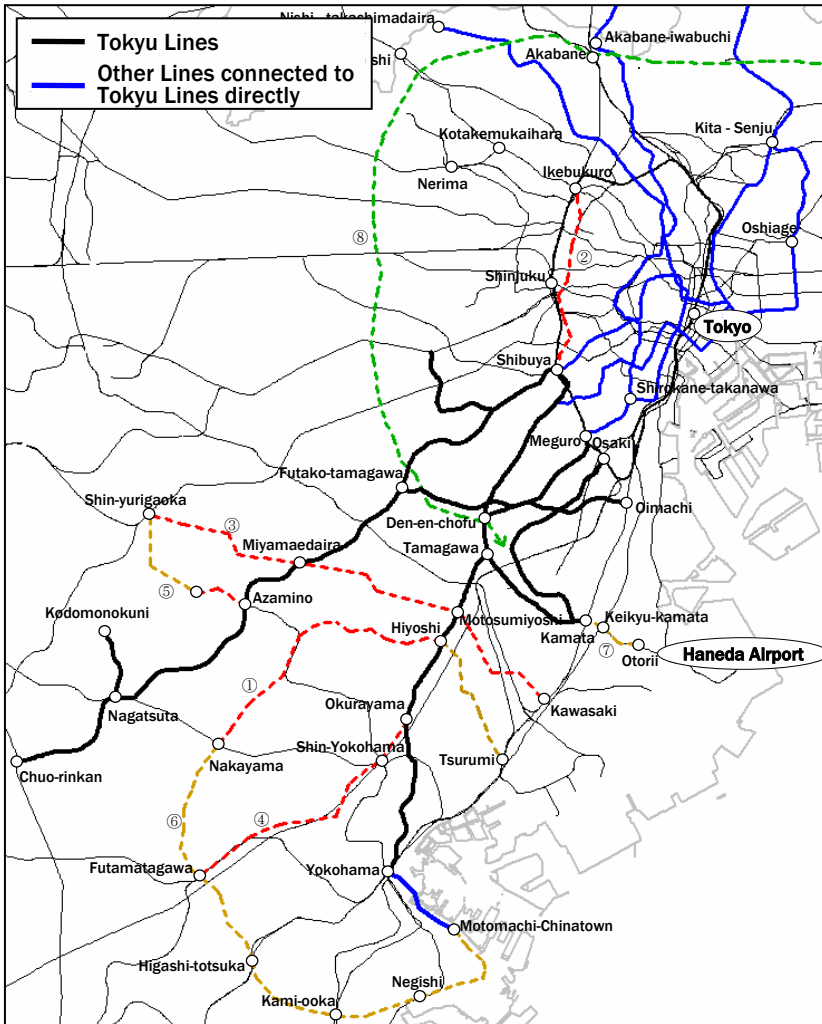 Nishi - takashimadaira
Akabane-iwabuchi
Tokyu Lines
Other Lines connected to
Tokyu Lines directly
shi
Akabane
Kita - Senju
Kotakemukaihara
Nerima
Ikebukuro
Oshiage
⑧
②
Shinjuku
Tokyo
Shibuya
Shirokane-takanawa
Meguro
Osaki
Futako-tamagawa
Shin-yurigaoka
Oimachi
③
Den-en-chofu
Miyamaedaira
Tamagawa
⑤
Azamino
Kodomonokuni
Motosumiyoshi
Keikyu-kamata
Hiyoshi
Kamata
⑦
Otorii
Haneda Airport
①
Nagatsuta
Okurayama
Kawasaki
Nakayama
Shin-Yokohama
Tsurumi
Chuo-rinkan
⑥
④
Futamatagawa
Yokohama
Motomachi-Chinatown
Higashi-totsuka
Negishi
Kami-ooka